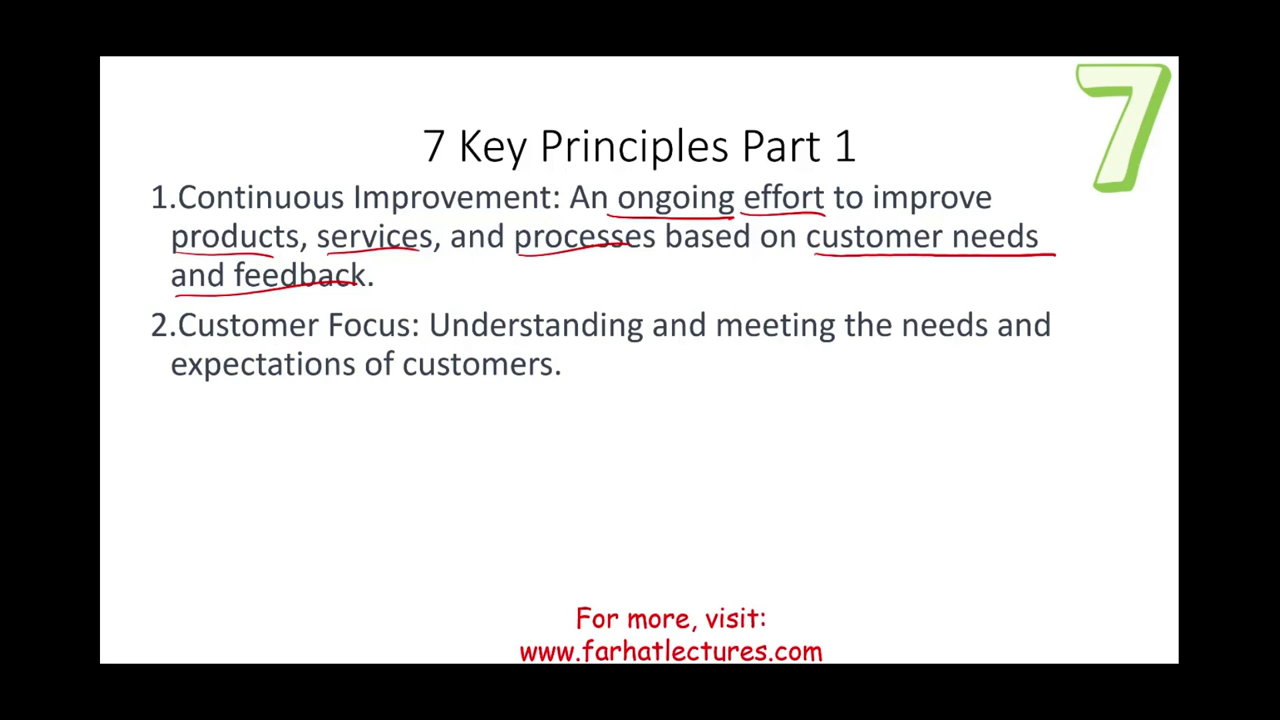 7
7 Key Principles Part 1
1.Continuous Improvement: An ongoing effort to improve
products, services, and processes based on customer needs
and feedback.
2.Customer Focus: Understanding and meeting the needs and
expectations of customers.
For more, visit:
www.farhatlectures.com